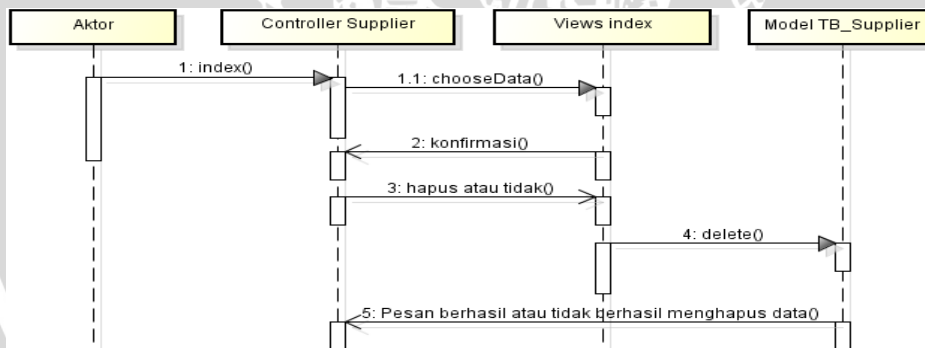 Aktor
Controller Supplier
Views index
Model TB_Supplier
1: index()
1.1: chooseData()
2: konfirmasi()
3: hapus atau tidak()
4: delete()
5: Pesan berhasil atau tidak berhasil menghapus data()